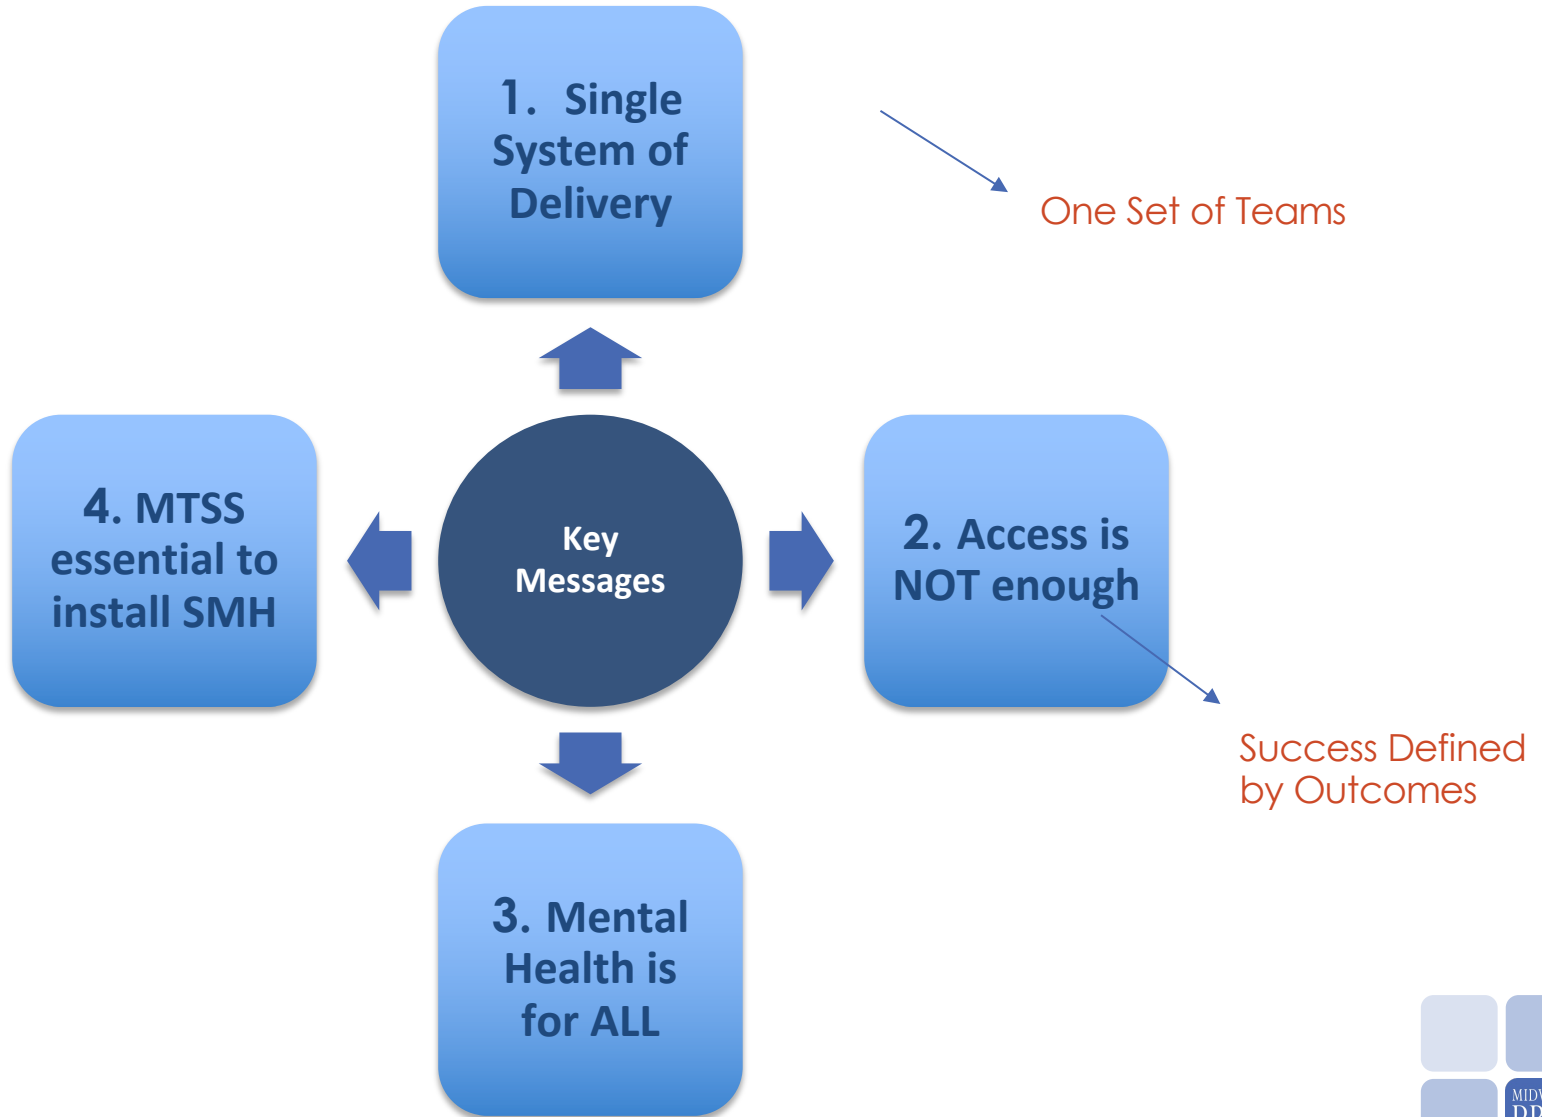 1. Single
System of
Delivery
One Set of Teams
4. MTSS
essential to
install SMH
Key
Messages
2. Access is
NOT enough
Success Defined
by Outcomes
3. Mental
Health is
for ALL